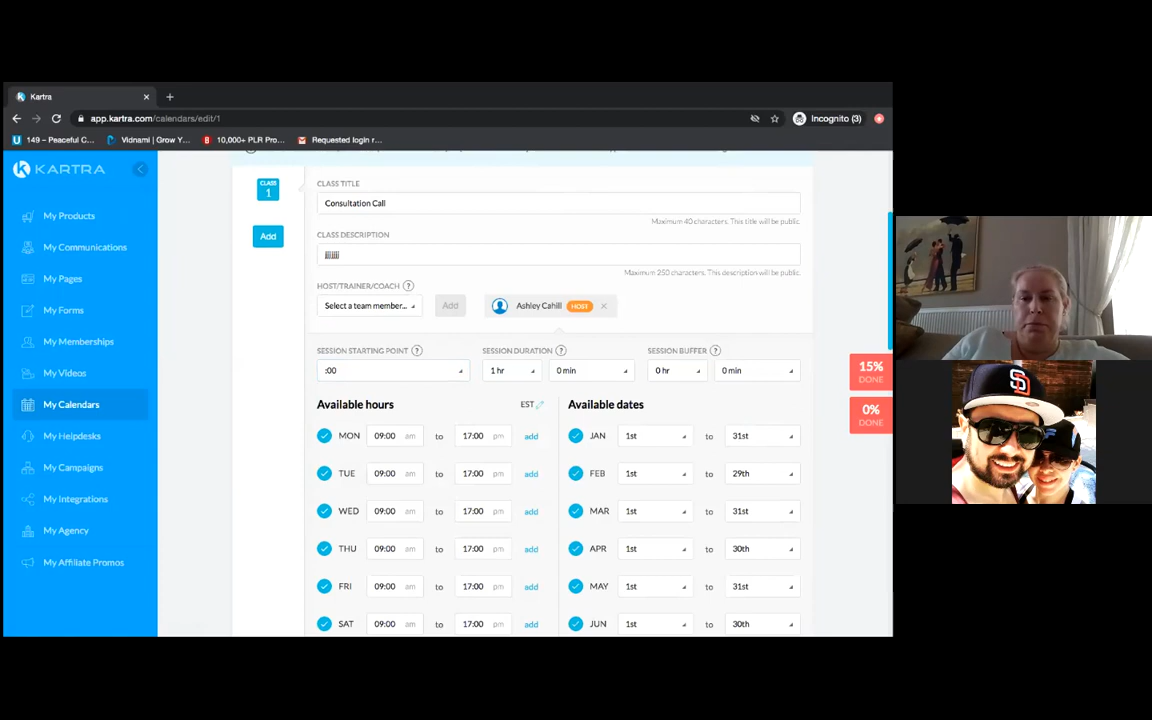 Kartra
app.kartra.com/calendars/edit/1
Incognito (3)
149 – Peaceful C...
Vidnami | Grow Y...
10,000+ PLR Pro...
Requested login r...
KARTRA
My Products
My Communications
My Pages
My Forms
My Memberships
My Videos
My Calendars
My Helpdesks
My Campaigns
My Integrations
My Agency
My Affiliate Promos
CLASS
1
Add
CLASS TITLE
Consultation Call
Maximum 40 characters. This title will be public.
CLASS DESCRIPTION
Maximum 250 characters. This description will be public.
HOST/TRAINER/COACH ?
Select a team member...
Add
Ashley Cahill HOST
SESSION STARTING POINT ?
SESSION DURATION ?
SESSION BUFFER ?
:00
1 hr
0 min
0 hr
0 min
Available hours
EST
Available dates
MON 09:00 am to 17:00 pm add
JAN 1st to 31st
TUE 09:00 am to 17:00 pm add
FEB 1st to 29th
WED 09:00 am to 17:00 pm add
MAR 1st to 31st
THU 09:00 am to 17:00 pm add
APR 1st to 30th
FRI 09:00 am to 17:00 pm add
MAY 1st to 31st
SAT 09:00 am to 17:00 pm add
JUN 1st to 30th
15%
DONE
0%
DONE